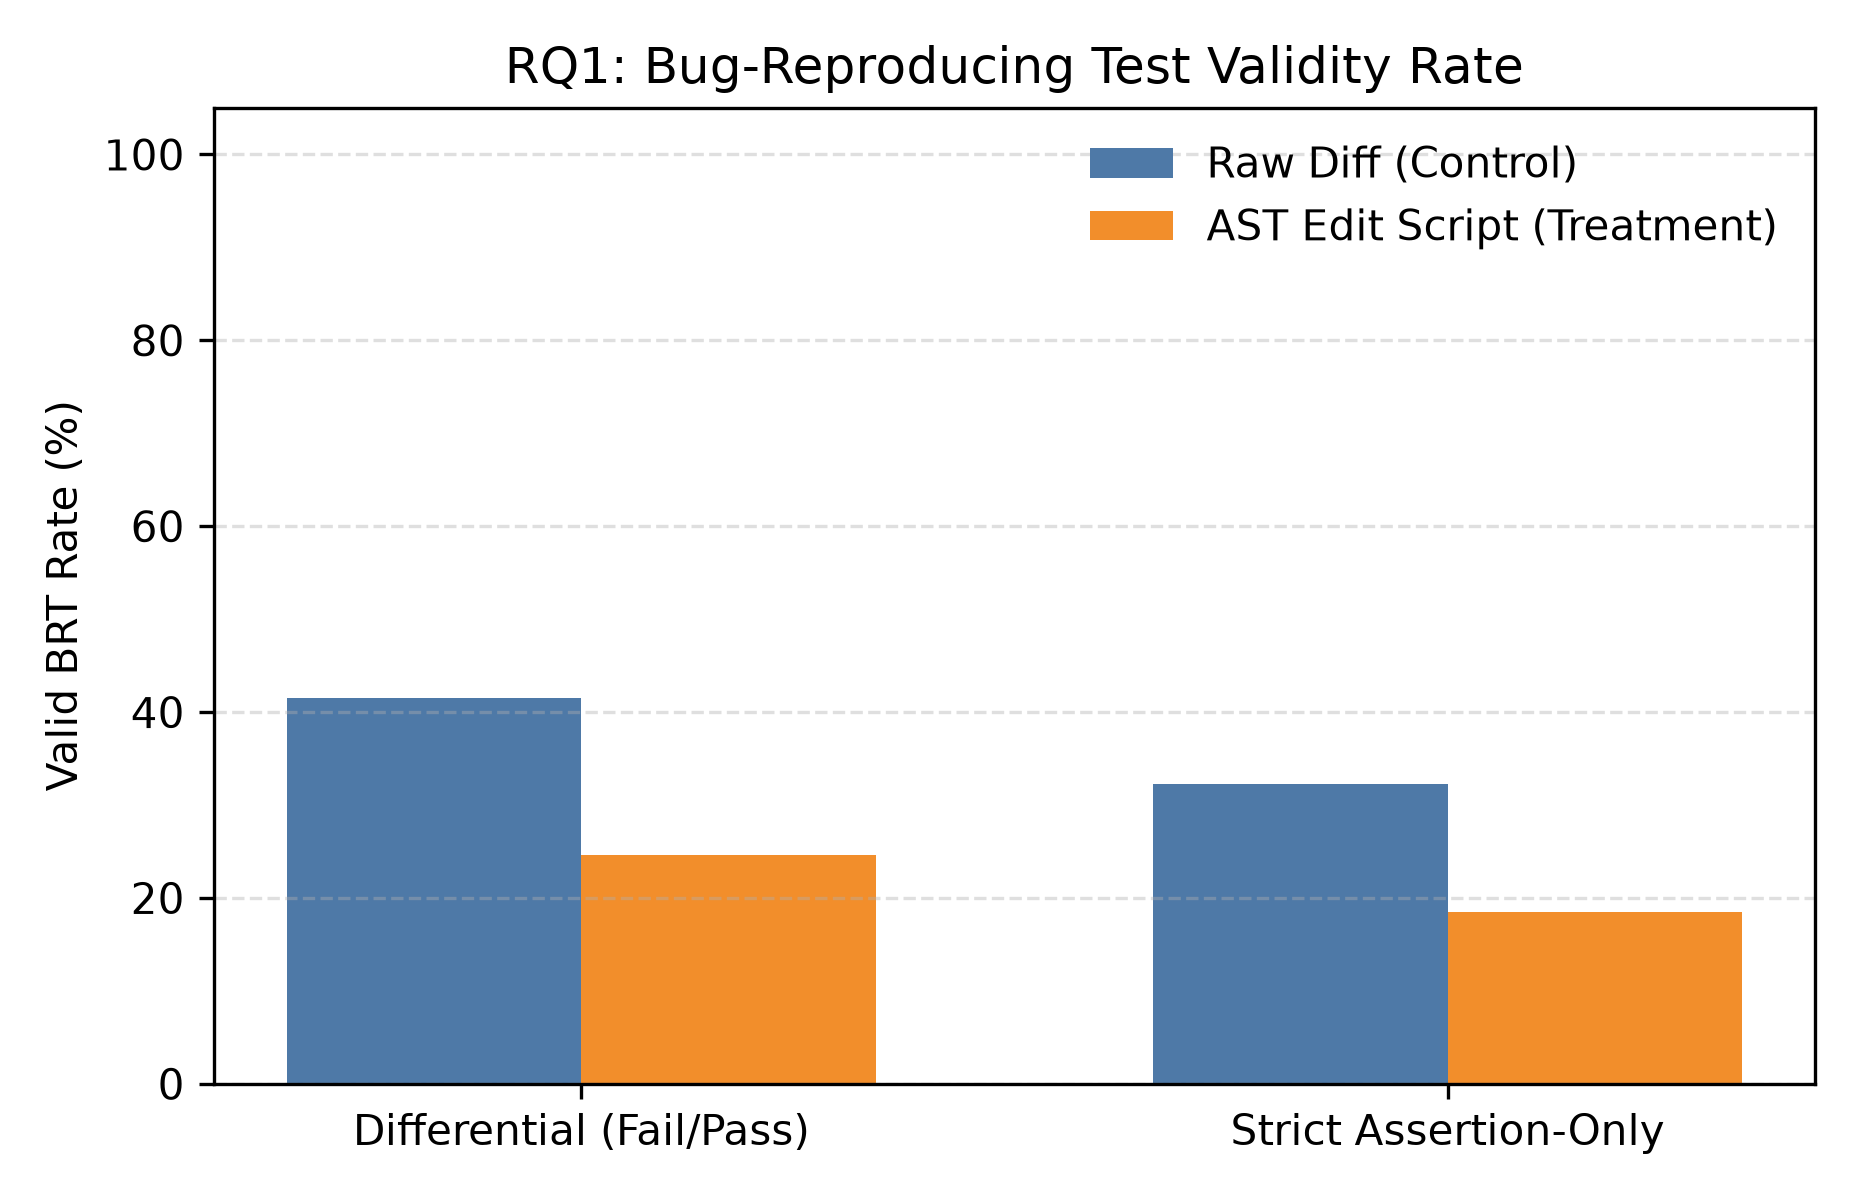 RQ1: Bug-Reproducing Test Validity Rate
Raw Diff (Control)
AST Edit Script (Treatment)
Valid BRT Rate (%)
100
80
60
40
20
0
Differential (Fail/Pass)
Strict Assertion-Only